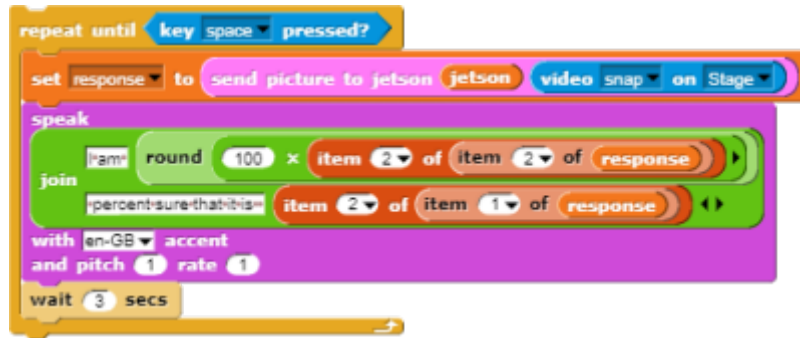 repeat until key space pressed?
set response to send picture to jetson jetson video snap on Stage
speak
I am round 100 × item 2 of item 2 of response
join
percent sure that it is item 2 of item 1 of response
with en-GB accent
and pitch 1 rate 1
wait 3 secs